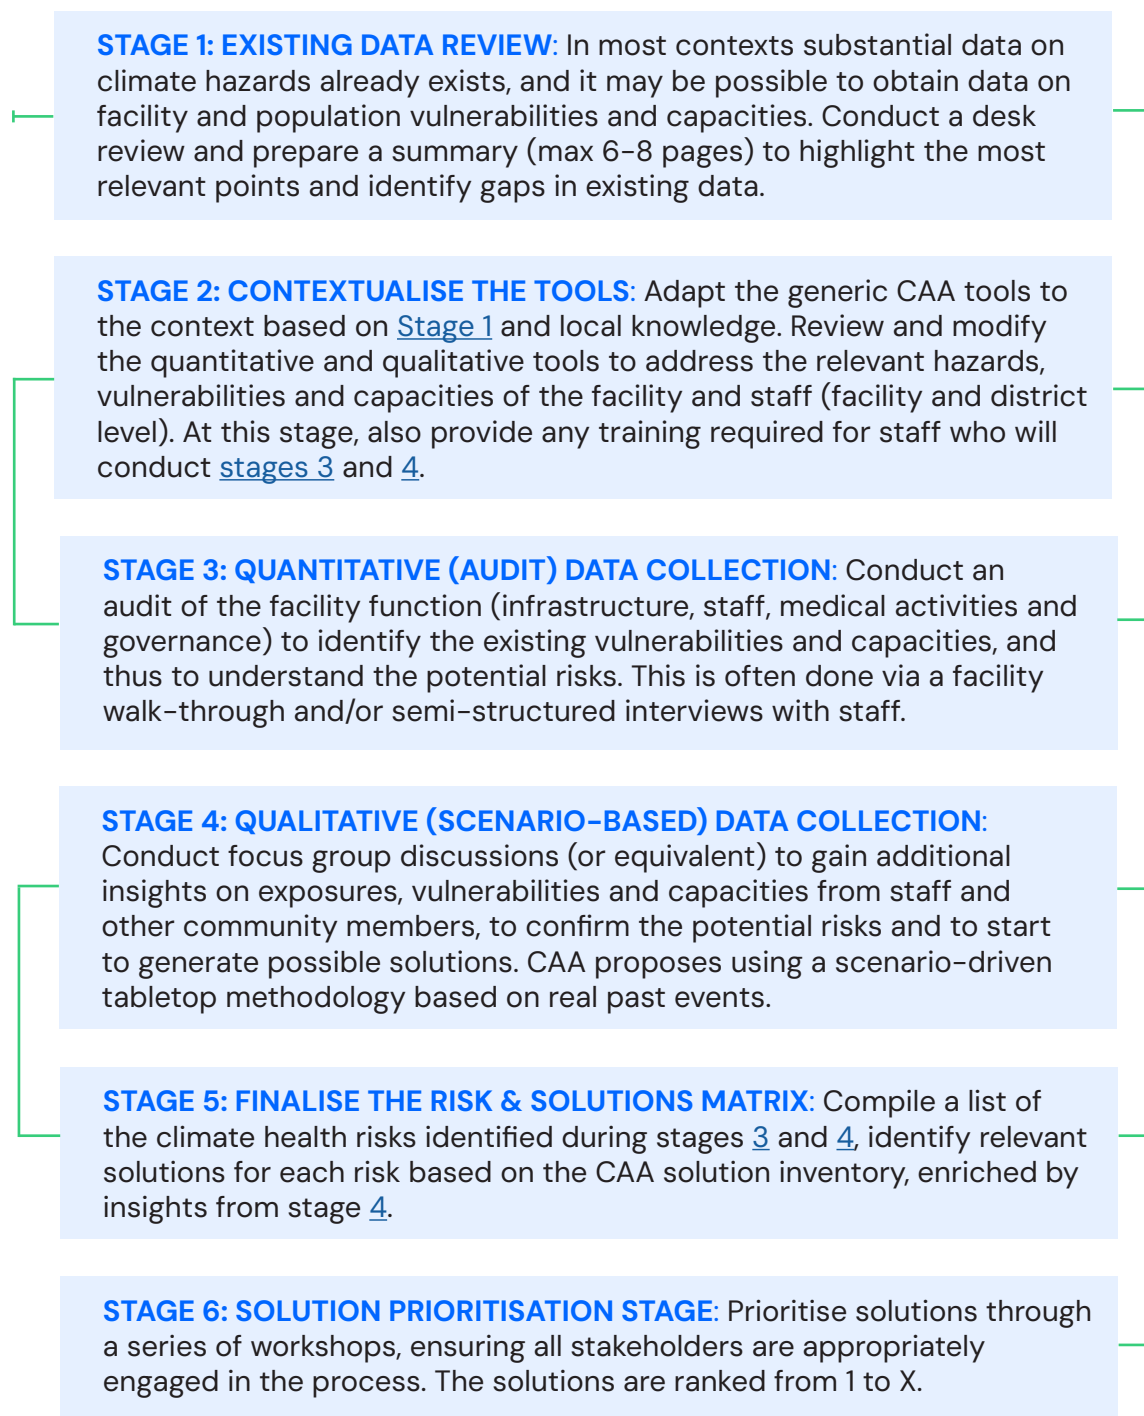 STAGE 1: EXISTING DATA REVIEW: In most contexts substantial data on
climate hazards already exists, and it may be possible to obtain data on
facility and population vulnerabilities and capacities. Conduct a desk
review and prepare a summary (max 6-8 pages) to highlight the most
relevant points and identify gaps in existing data.
STAGE 2: CONTEXTUALISE THE TOOLS: Adapt the generic CAA tools to
the context based on Stage 1 and local knowledge. Review and modify
the quantitative and qualitative tools to address the relevant hazards,
vulnerabilities and capacities of the facility and staff (facility and district
level). At this stage, also provide any training required for staff who will
conduct stages 3 and 4.
STAGE 3: QUANTITATIVE (AUDIT) DATA COLLECTION: Conduct an
audit of the facility function (infrastructure, staff, medical activities and
governance) to identify the existing vulnerabilities and capacities, and
thus to understand the potential risks. This is often done via a facility
walk-through and/or semi-structured interviews with staff.
STAGE 4: QUALITATIVE (SCENARIO-BASED) DATA COLLECTION:
Conduct focus group discussions (or equivalent) to gain additional
insights on exposures, vulnerabilities and capacities from staff and
other community members, to confirm the potential risks and to start
to generate possible solutions. CAA proposes using a scenario-driven
tabletop methodology based on real past events.
STAGE 5: FINALISE THE RISK & SOLUTIONS MATRIX: Compile a list of
the climate health risks identified during stages 3 and 4, identify relevant
solutions for each risk based on the CAA solution inventory, enriched by
insights from stage 4.
STAGE 6: SOLUTION PRIORITISATION STAGE: Prioritise solutions through
a series of workshops, ensuring all stakeholders are appropriately
engaged in the process. The solutions are ranked from 1 to X.